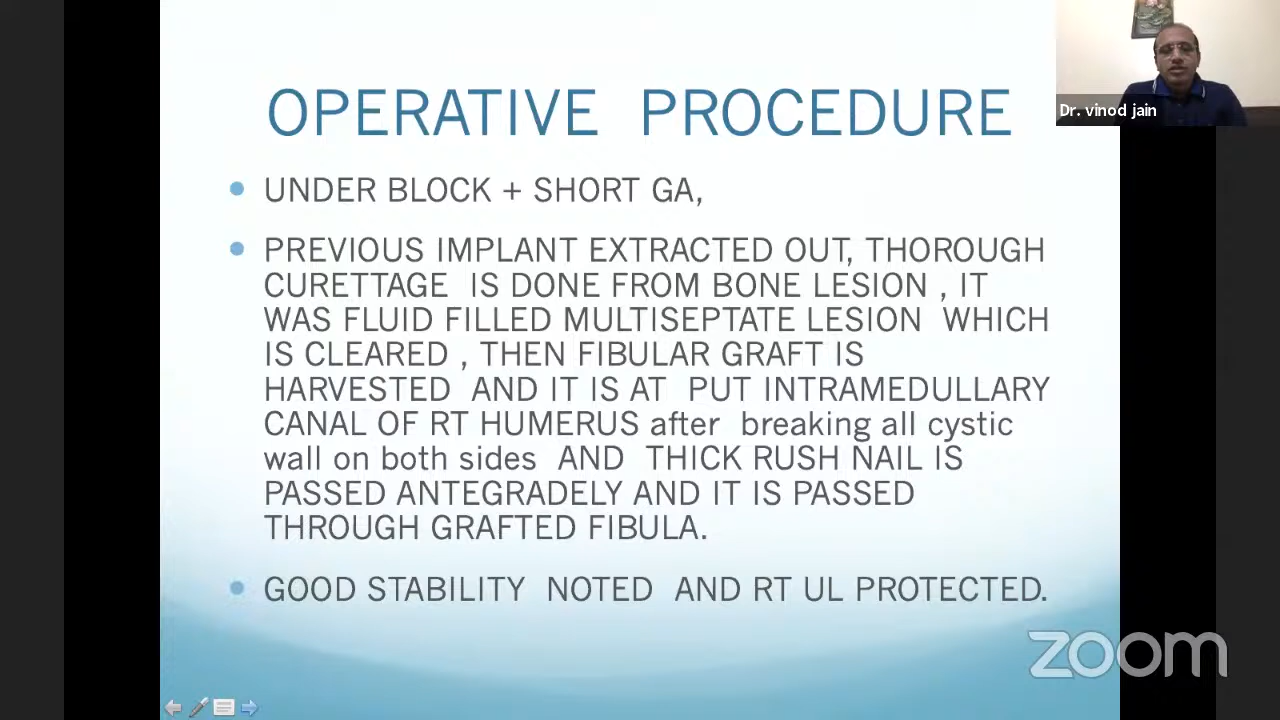 OPERATIVE PROCEDURE
Dr. vinod jain
UNDER BLOCK + SHORT GA,
PREVIOUS IMPLANT EXTRACTED OUT, THOROUGH
CURETTAGE IS DONE FROM BONE LESION , IT
WAS FLUID FILLED MULTISEPTATE LESION WHICH
IS CLEARED , THEN FIBULAR GRAFT IS
HARVESTED AND IT IS AT PUT INTRAMEDULLARY
CANAL OF RT HUMERUS after breaking all cystic
wall on both sides AND THICK RUSH NAIL IS
PASSED ANTEGRADELY AND IT IS PASSED
THROUGH GRAFTED FIBULA.
GOOD STABILITY NOTED AND RT UL PROTECTED.
zoom